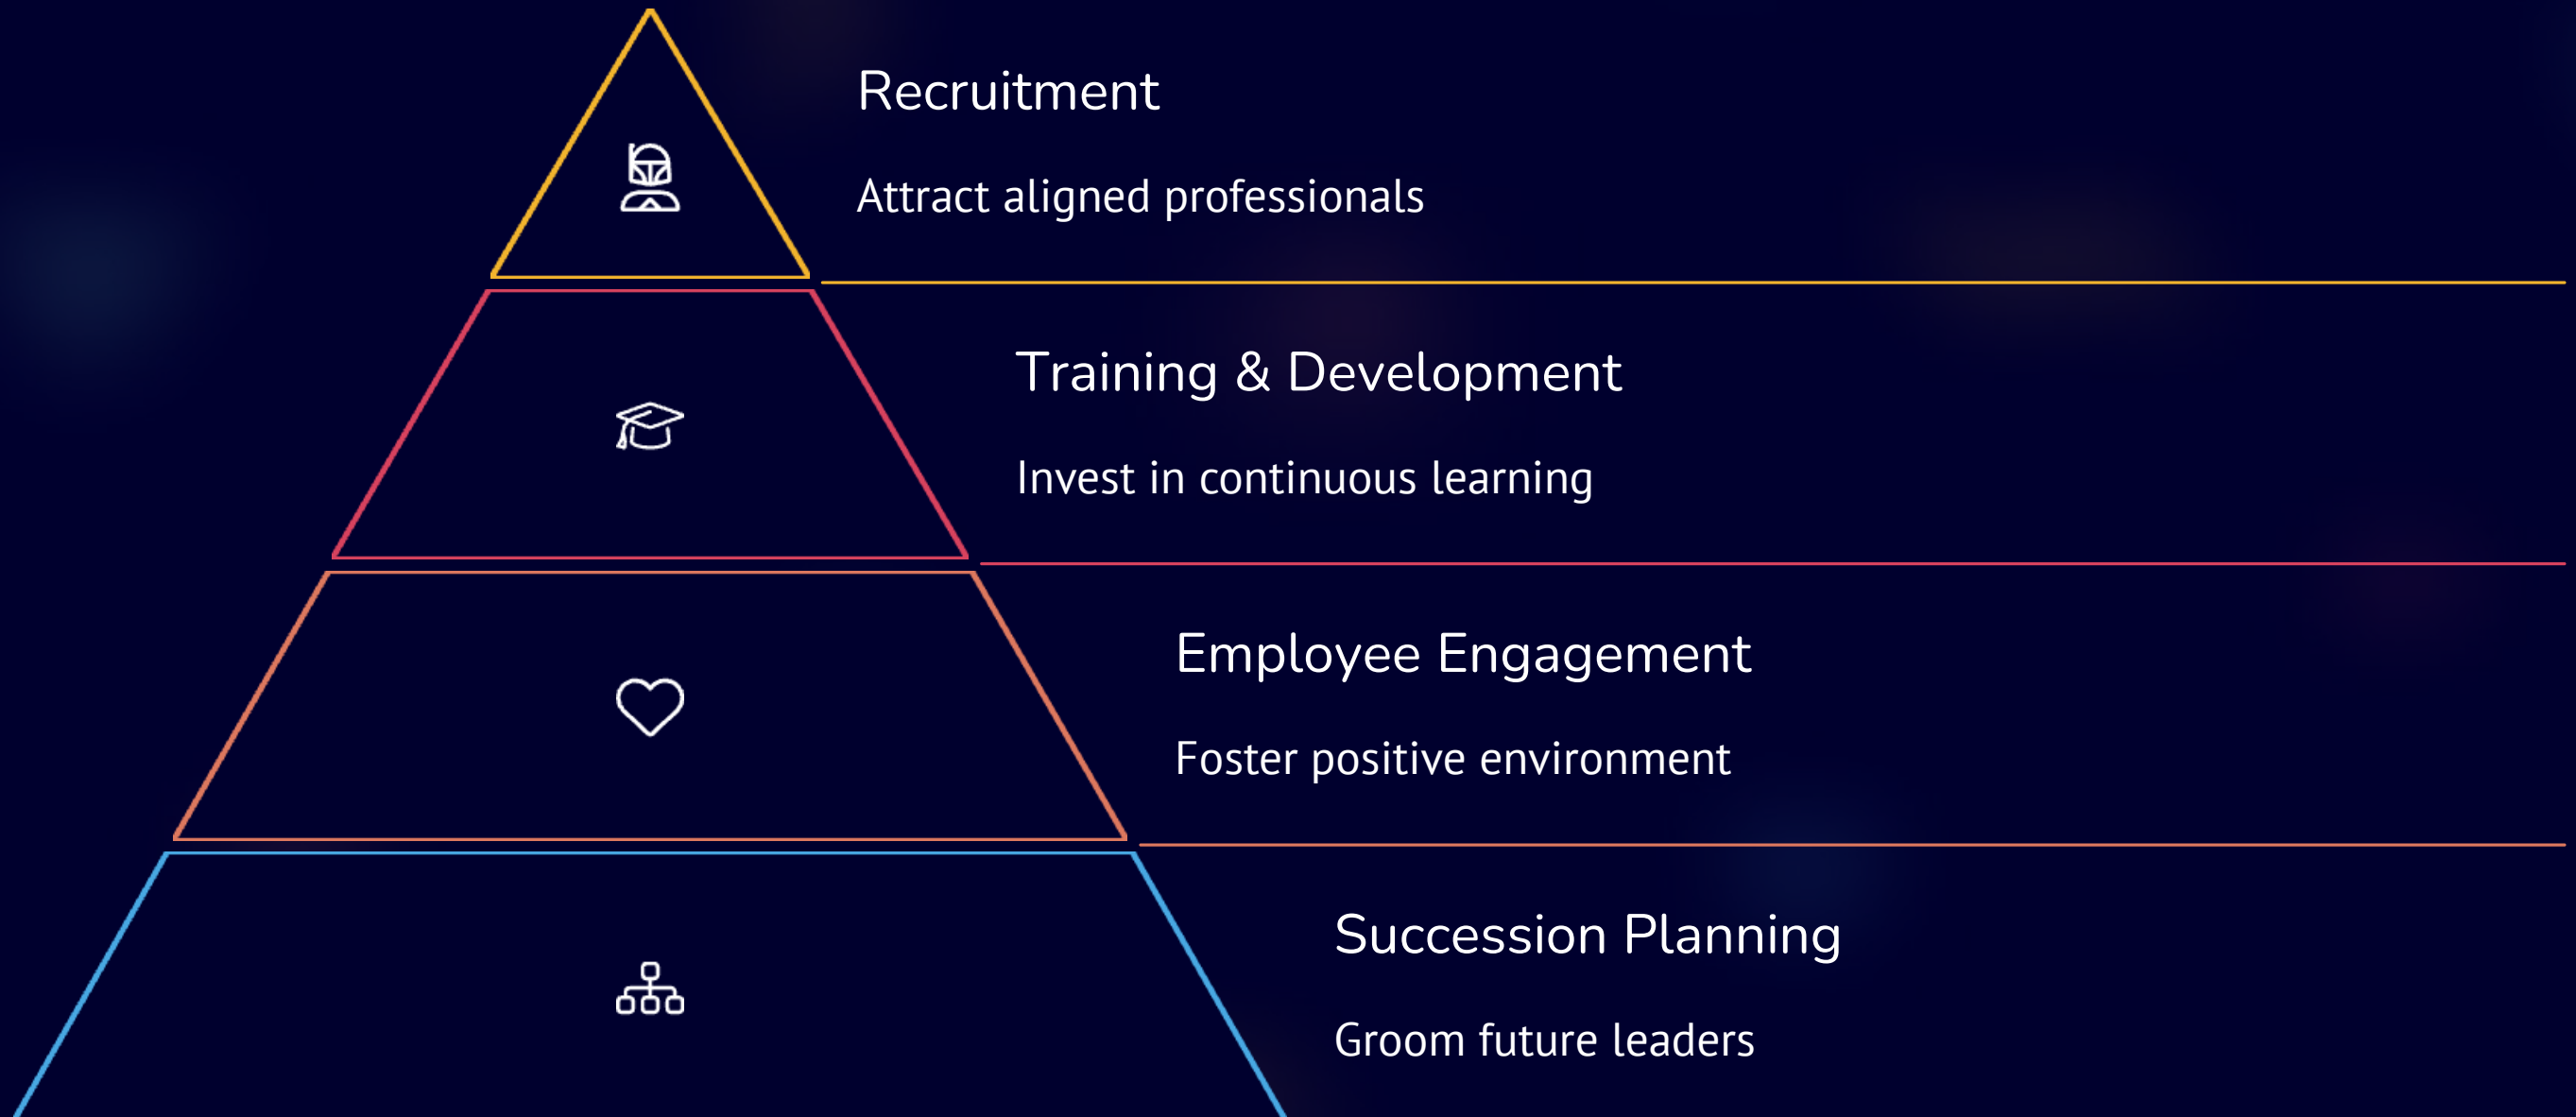 Recruitment
Attract aligned professionals
Training & Development
Invest in continuous learning
Employee Engagement
Foster positive environment
Succession Planning
Groom future leaders